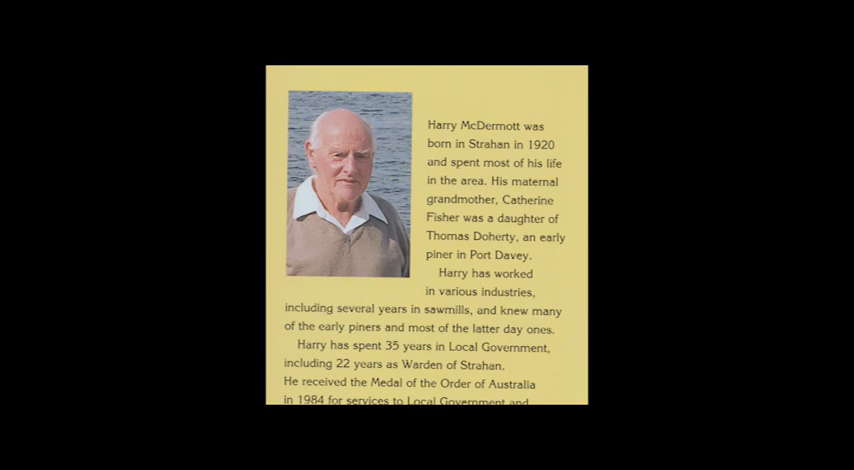 Harry McDermott was
born in Strahan in 1920
and spent most of his life
in the area. His maternal
grandmother, Catherine
Fisher was a daughter of
Thomas Doherty, an early
piner in Port Davey.
Harry has worked
in various industries,
including several years in sawmills, and knew many
of the early piners and most of the latter day ones.
Harry has spent 35 years in Local Government,
including 22 years as Warden of Strahan.
He received the Medal of the Order of Australia
in 1984 for services to Local Government and